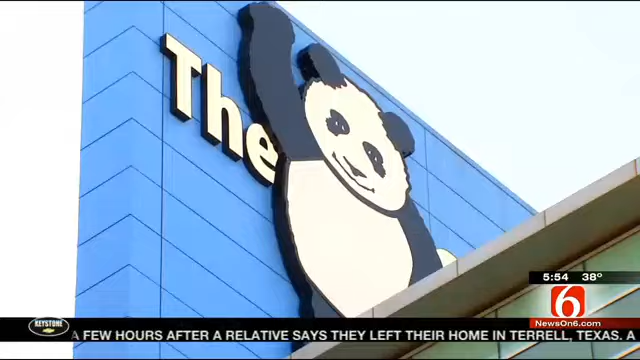 The
5:54 38°
6
NewsOn6.com
KEYSTONE
A FEW HOURS AFTER A RELATIVE SAYS THEY LEFT THEIR HOME IN TERRELL, TEXAS. A